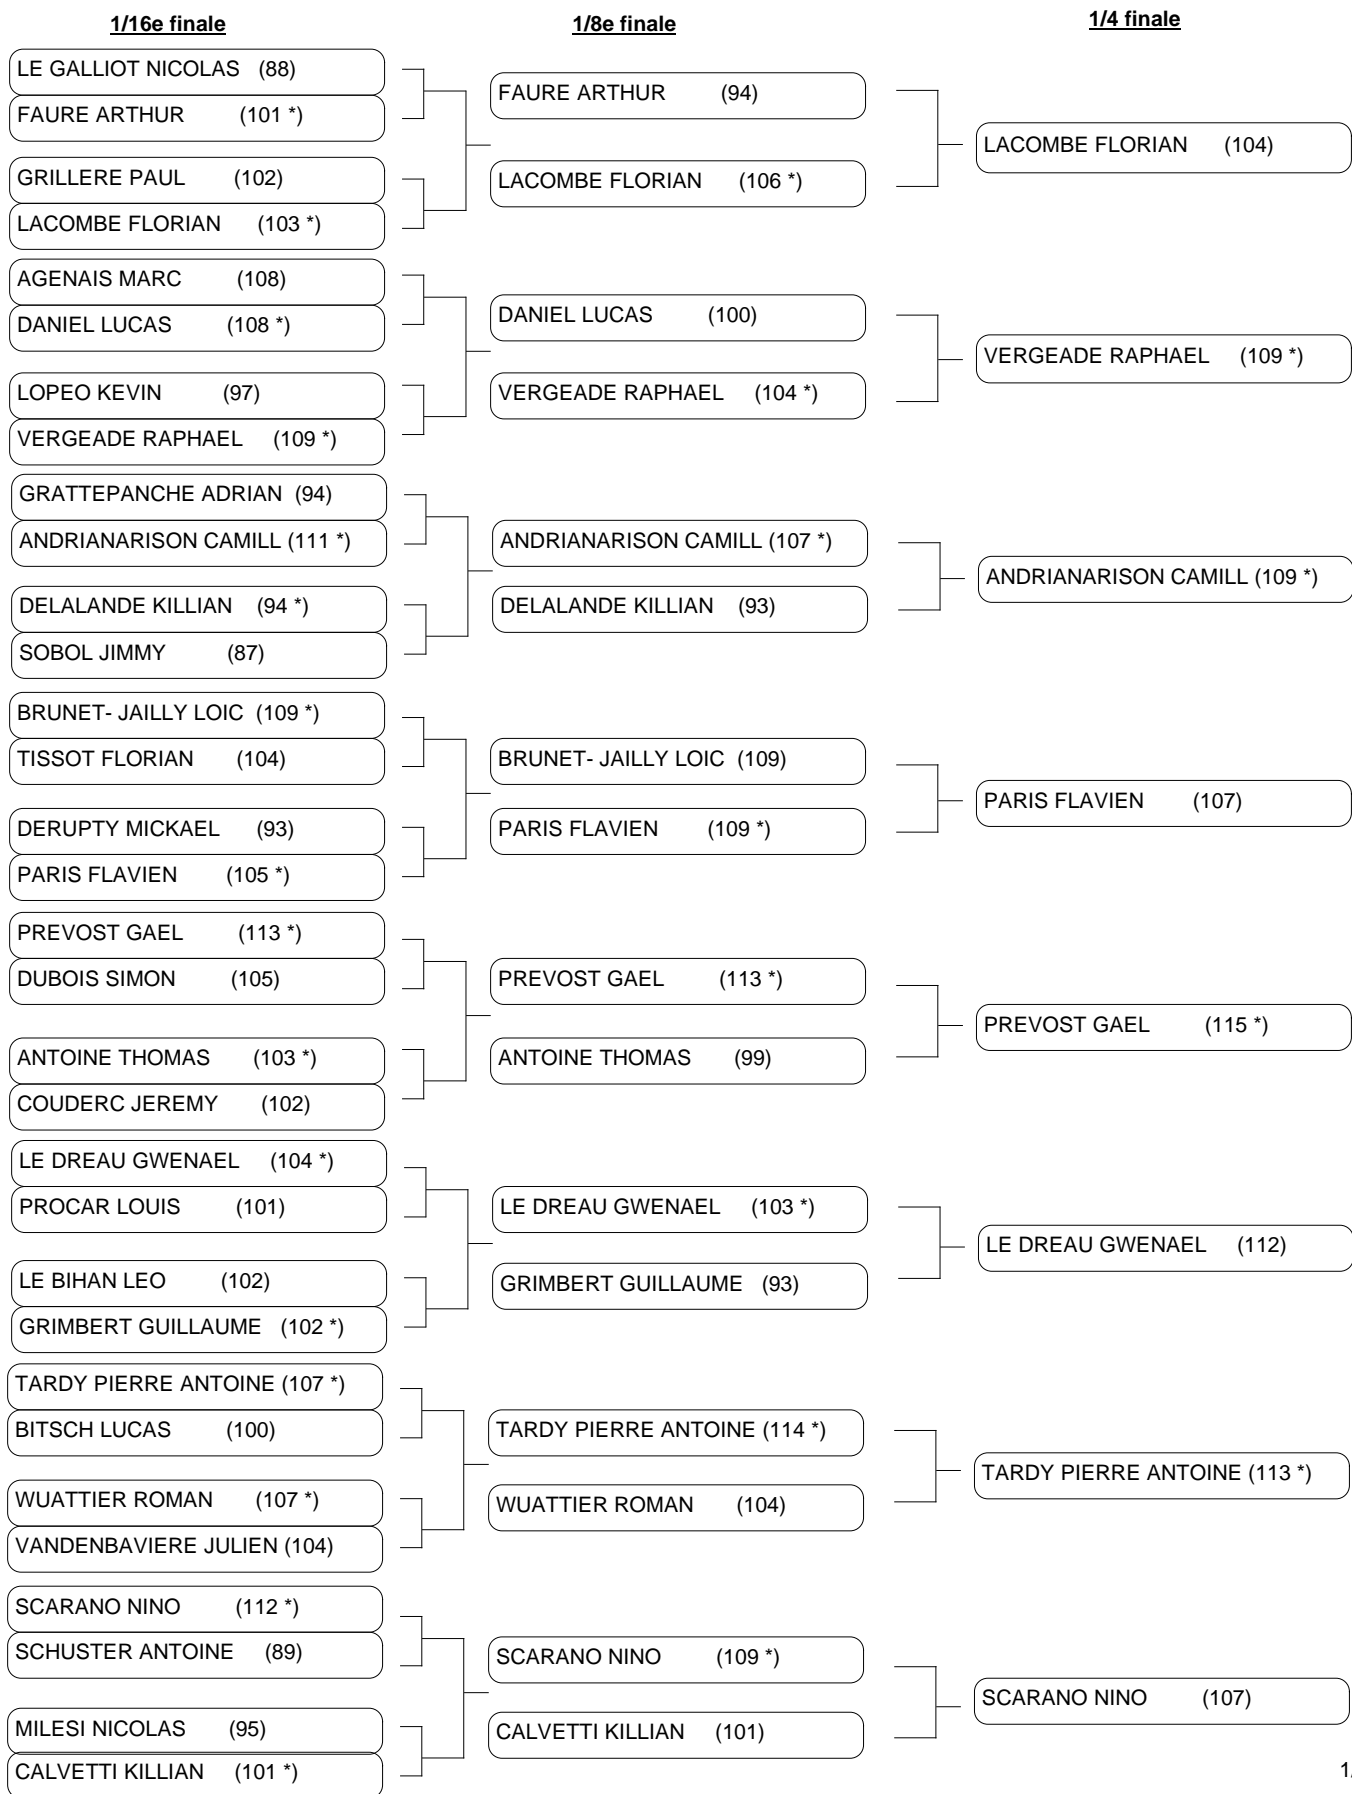 1/16e finale
LE GALLIOT NICOLAS (88)
FAURE ARTHUR (101 *)
GRILLERE PAUL (102)
LACOMBE FLORIAN (103 *)
AGENAIS MARC (108)
DANIEL LUCAS (108 *)
LOPEO KEVIN (97)
VERGEADE RAPHAEL (109 *)
GRATTEPANCHE ADRIAN (94)
ANDRIANARISON CAMILL (111 *)
DELALANDE KILLIAN (94 *)
SOBOL JIMMY (87)
BRUNET- JAILLY LOIC (109 *)
TISSOT FLORIAN (104)
DERUPTY MICKAEL (93)
PARIS FLAVIEN (105 *)
PREVOST GAEL (113 *)
DUBOIS SIMON (105)
ANTOINE THOMAS (103 *)
COUDERC JEREMY (102)
LE DREAU GWENAEL (104 *)
PROCAR LOUIS (101)
LE BIHAN LEO (102)
GRIMBERT GUILLAUME (102 *)
TARDY PIERRE ANTOINE (107 *)
BITSCH LUCAS (100)
WUATTIER ROMAN (107 *)
VANDENBAVIERE JULIEN (104)
SCARANO NINO (112 *)
SCHUSTER ANTOINE (89)
MILESI NICOLAS (95)
CALVETTI KILLIAN (101 *)
1/8e finale
FAURE ARTHUR (94)
LACOMBE FLORIAN (106 *)
DANIEL LUCAS (100)
VERGEADE RAPHAEL (104 *)
ANDRIANARISON CAMILL (107 *)
DELALANDE KILLIAN (93)
BRUNET- JAILLY LOIC (109)
PARIS FLAVIEN (109 *)
PREVOST GAEL (113 *)
ANTOINE THOMAS (99)
LE DREAU GWENAEL (103 *)
GRIMBERT GUILLAUME (93)
TARDY PIERRE ANTOINE (114 *)
WUATTIER ROMAN (104)
SCARANO NINO (109 *)
CALVETTI KILLIAN (101)
1/4 finale
LACOMBE FLORIAN (104)
VERGEADE RAPHAEL (109 *)
ANDRIANARISON CAMILL (109 *)
PARIS FLAVIEN (107)
PREVOST GAEL (115 *)
LE DREAU GWENAEL (112)
TARDY PIERRE ANTOINE (113 *)
SCARANO NINO (107)
1/